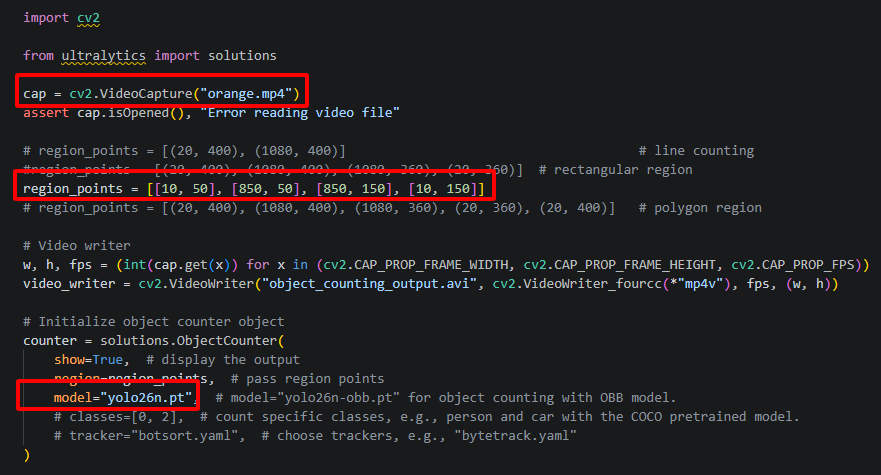 import cv2
from ultralytics import solutions
cap = cv2.VideoCapture("orange.mp4")
assert cap.isOpened(), "Error reading video file"
# region_points = [(20, 400), (1080, 400)] # line counting
#region_points = [(20, 400), (1080, 400), (1080, 360), (20, 360)] # rectangular region
region_points = [[10, 50], [850, 50], [850, 150], [10, 150]]
# region_points = [(20, 400), (1080, 400), (1080, 360), (20, 360), (20, 400)] # polygon region
# Video writer
w, h, fps = (int(cap.get(x)) for x in (cv2.CAP_PROP_FRAME_WIDTH, cv2.CAP_PROP_FRAME_HEIGHT, cv2.CAP_PROP_FPS))
video_writer = cv2.VideoWriter("object_counting_output.avi", cv2.VideoWriter_fourcc(*"mp4v"), fps, (w, h))
# Initialize object counter object
counter = solutions.ObjectCounter(
show=True, # display the output
region=region_points, # pass region points
model="yolo26n.pt", # model="yolo26n-obb.pt" for object counting with OBB model.
# classes=[0, 2], # count specific classes, e.g., person and car with the COCO pretrained model.
# tracker="botsort.yaml", # choose trackers, e.g., "bytetrack.yaml"
)